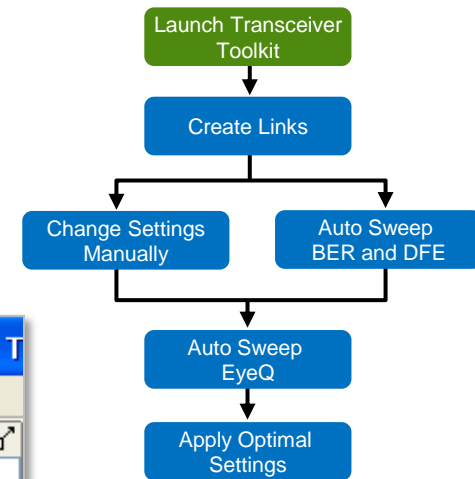 Launch Transceiver
Toolkit
Create Links
Change Settings
Manually
Auto Sweep
BER and DFE
Auto Sweep
EyeQ
T
Apply Optimal
Settings